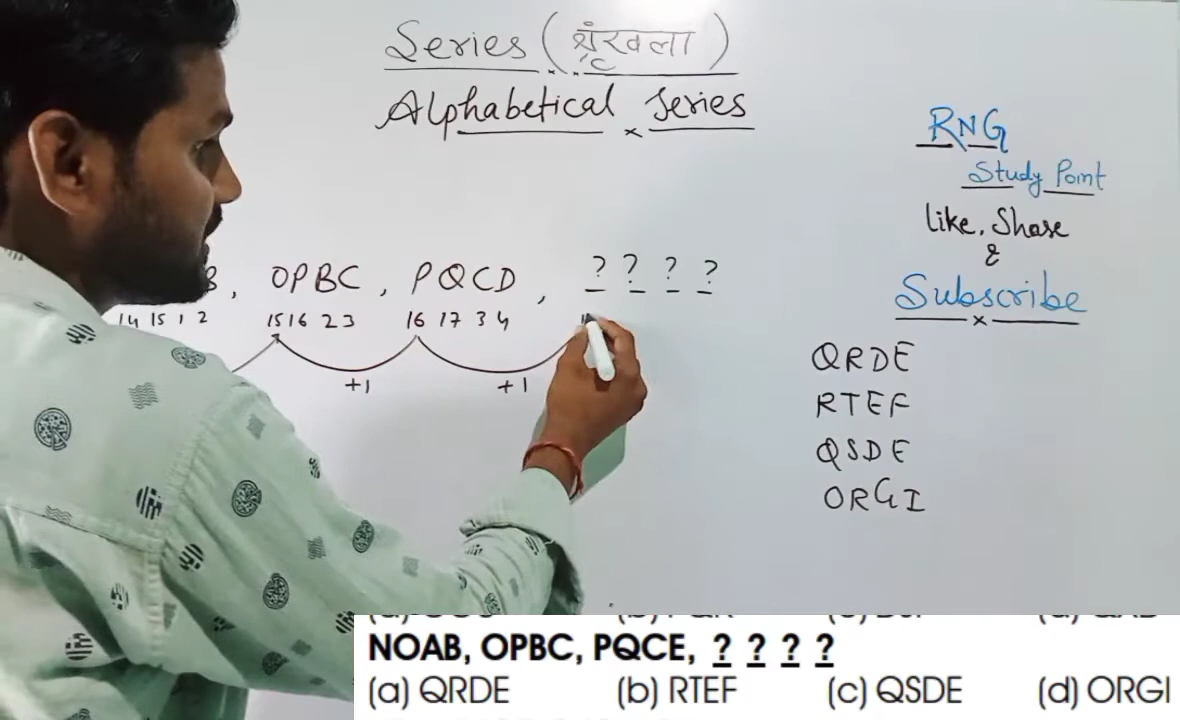 Series (श्रृंखला)
Alphabetical Series
RNG
Study Point
like, Share
&
Subscribe
B, OPBC, PQCD, ? ? ? ?
14 15 1 2 15 16 2 3 16 17 3 4 1
+1 +1
QRDE
RTEF
QSDE
ORGI
NOAB, OPBC, PQCE, ? ? ? ?
(a) QRDE (b) RTEF (c) QSDE (d) ORGI